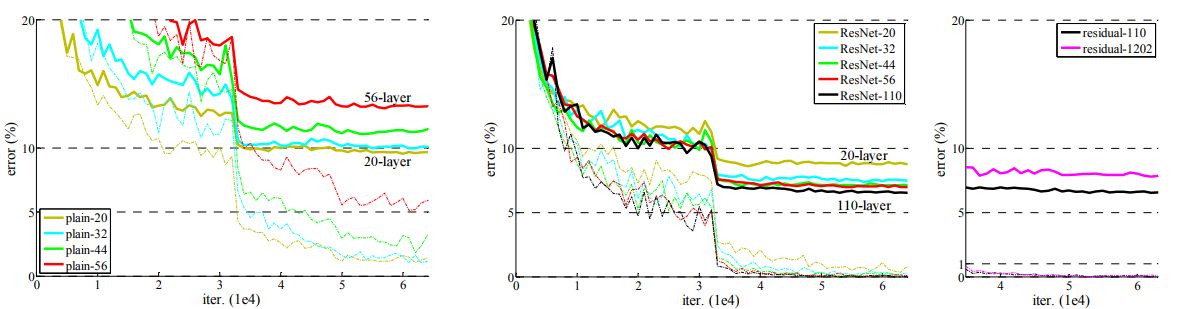 20
10
5
0
error (%)
0
1
2
3
4
5
6
iter. (1e4)
56-layer
20-layer
plain-20
plain-32
plain-44
plain-56
20
10
5
0
error (%)
0
1
2
3
4
5
6
iter. (1e4)
ResNet-20
ResNet-32
ResNet-44
ResNet-56
ResNet-110
20-layer
110-layer
20
10
5
1
0
error (%)
4
5
6
iter. (1e4)
residual-110
residual-1202